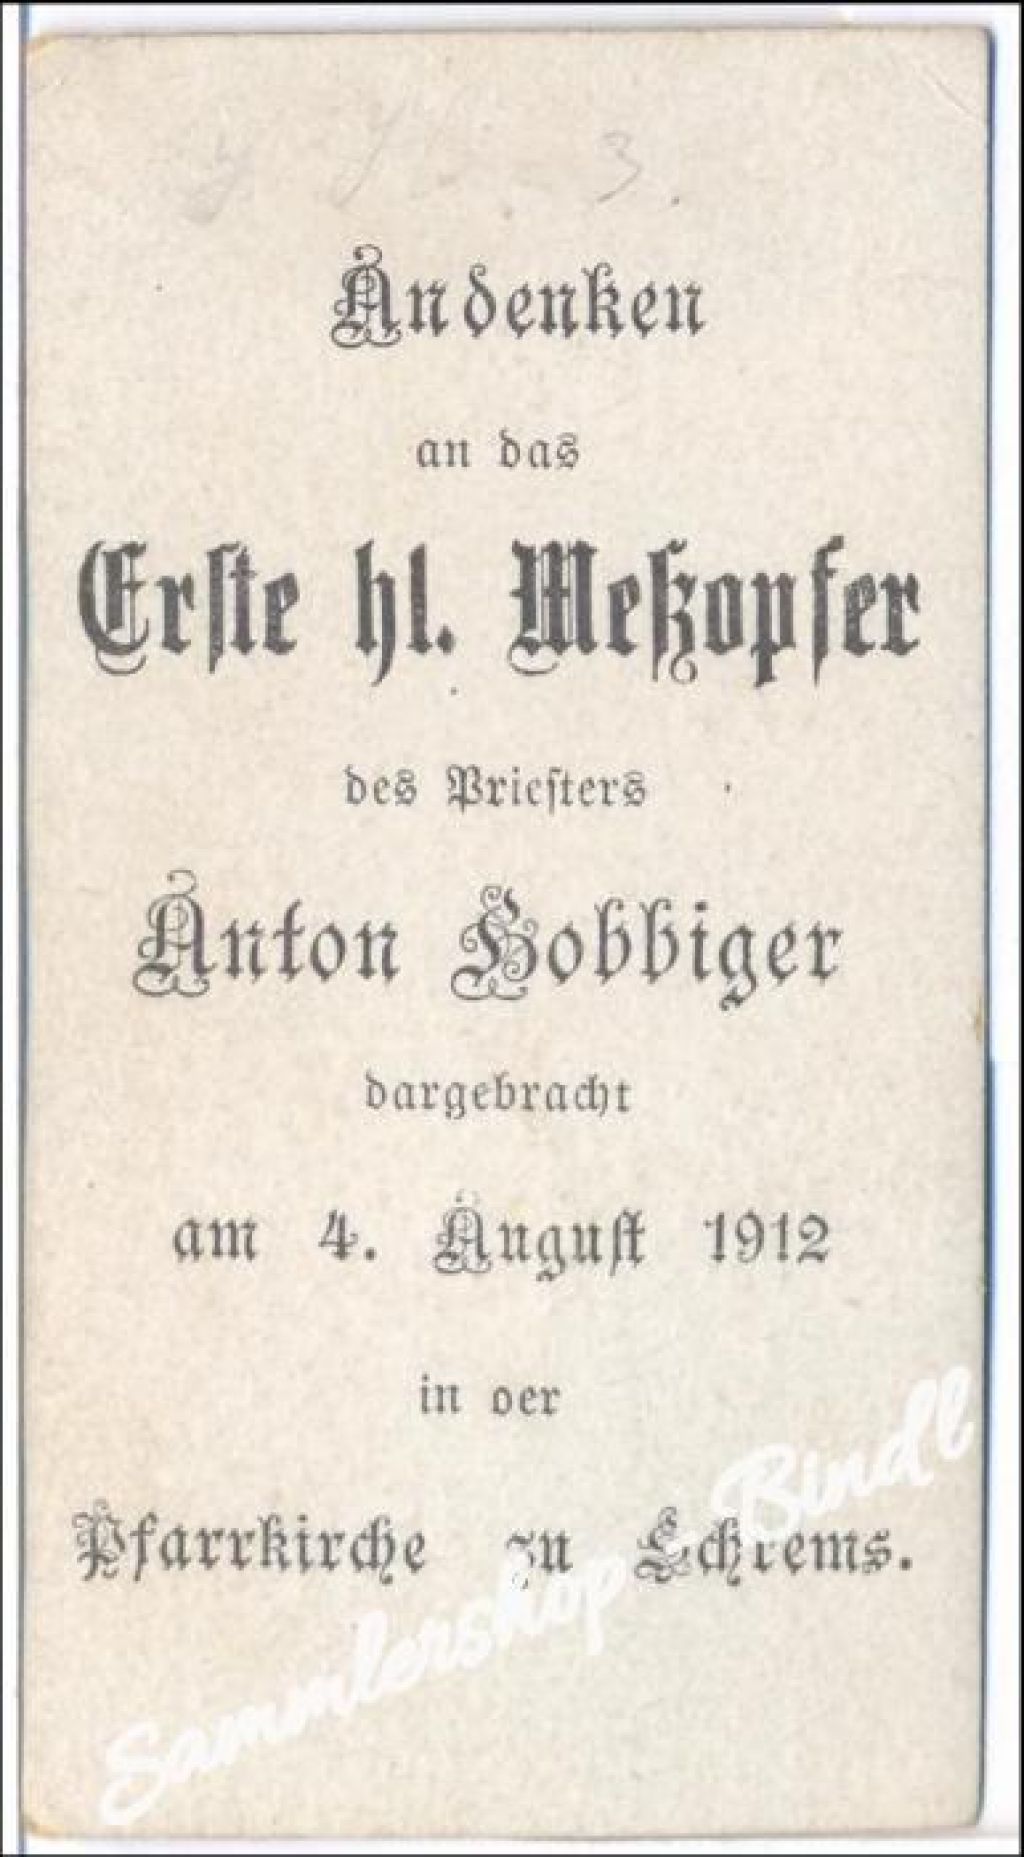 Andenken
an das
Erste hl. Meßopfer
des Priesters
Anton Hobbiger
dargebracht
am 4. August 1912
in der
Pfarrkirche zu Schrems.
Sammlershop - Bindl